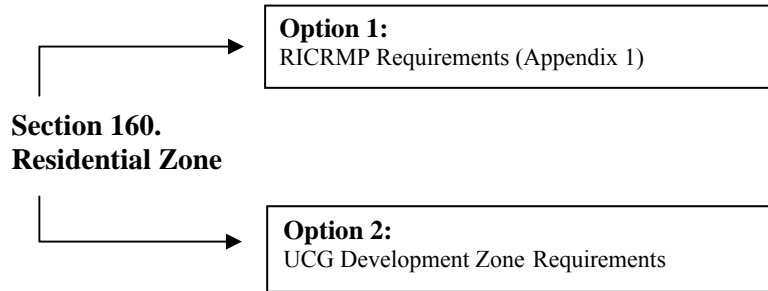 Option 1:
RICRMP Requirements (Appendix 1)
Section 160.
Residential Zone
Option 2:
UCG Development Zone Requirements